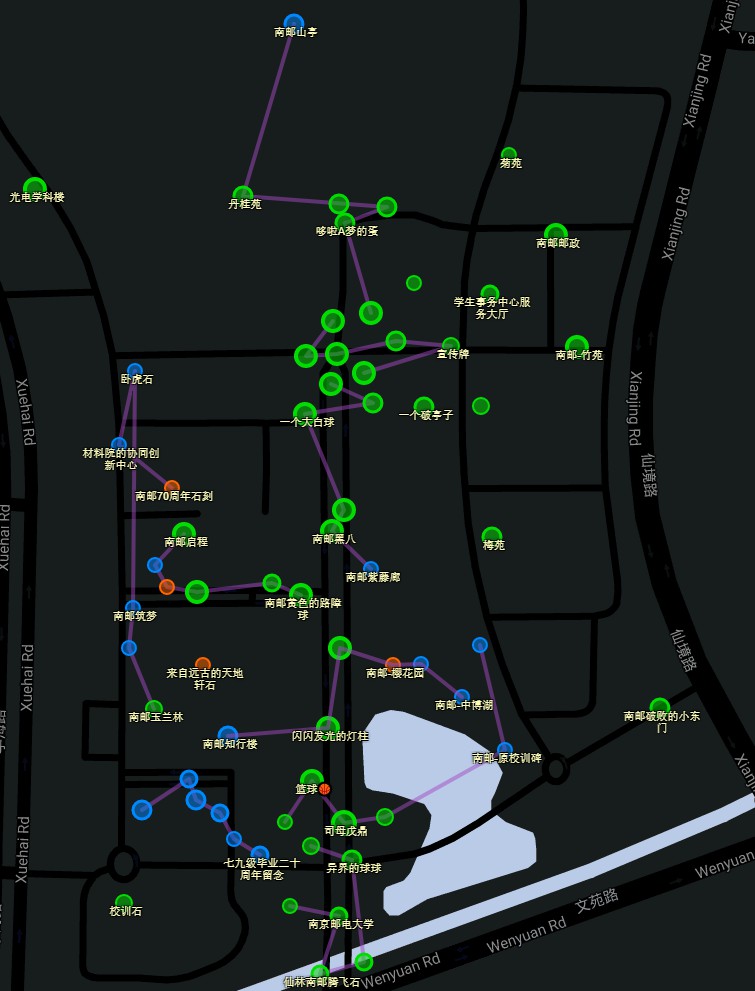 南邮山亭
Xianj
Ya
Xianjing Rd
菊苑
光电学科楼
丹桂苑
Xianjing Rd
哆啦A梦的蛋
南邮邮政
学生事务中心服
务大厅
宣传牌
南邮-竹苑
卧虎石
Xuehai Rd
Xianjing Rd
一个大白球
一个破亭子
材料院的协同创
新中心
仙境路
南邮70周年石刻
Xuehai Rd
南邮启程
南邮黑八
梅苑
南邮紫藤廊
南邮黄色的路障
球
南邮筑梦
仙境路
来自远古的天地
轩石
南邮-樱花园
Xuehai Rd
南邮玉兰林
南邮-中博湖
南邮破败的小东
门
南邮知行楼
闪闪发光的灯柱
南邮-原校训碑
Xianj
篮球
司母戊鼎
Xuehai Rd
七九级毕业二十
周年留念
异界的球球
Wenyuan
校训石
文苑路
南京邮电大学
Wenyuan Rd
仙林南邮腾飞石
Wenyuan Rd